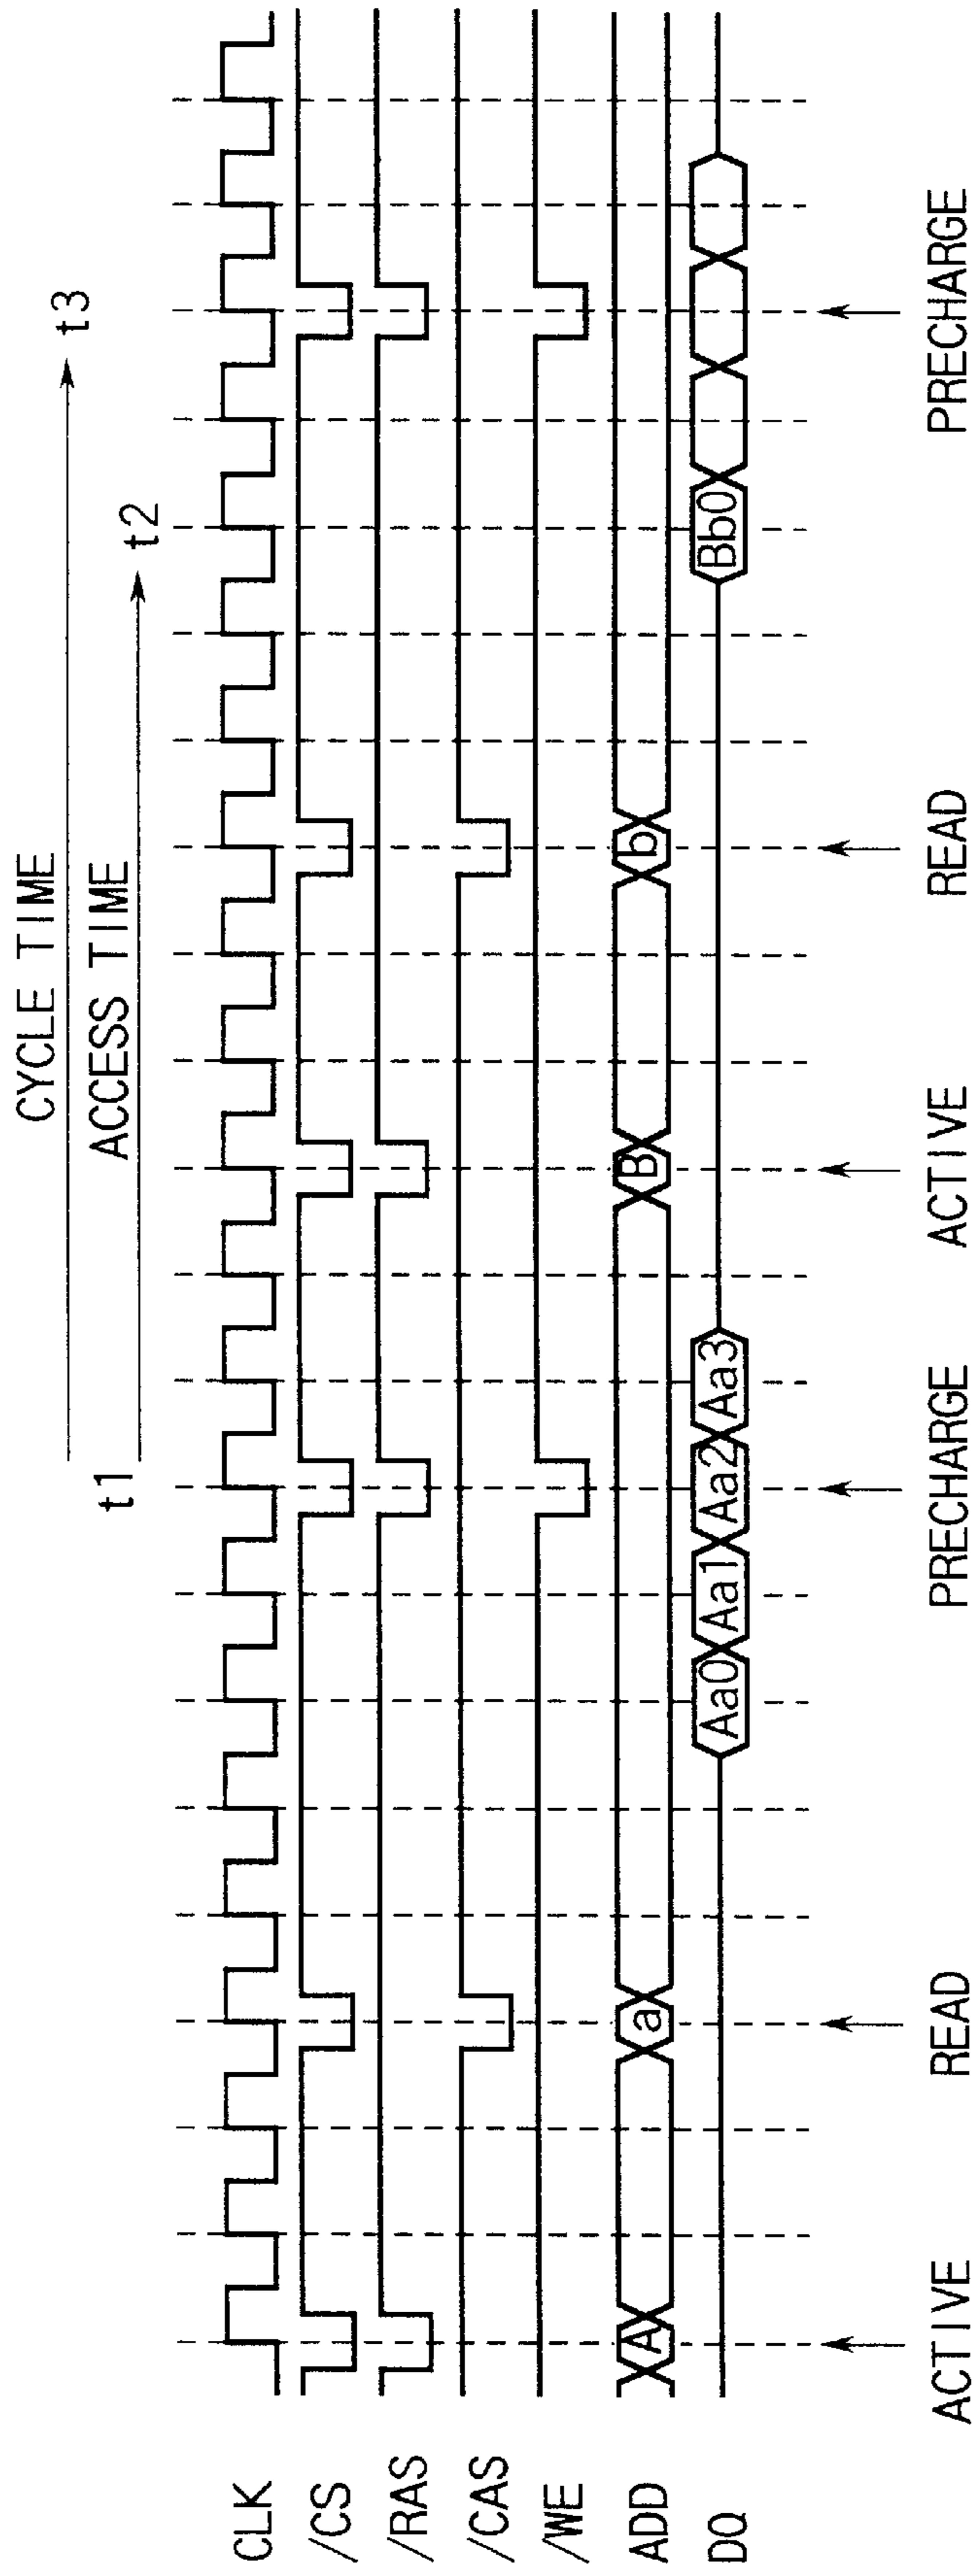 CYCLE TIME
t1 ACCESS TIME t2 t3
CLK
/CS
/RAS
/CAS
/WE
ADD A a B b
DQ Aa0 Aa1 Aa2 Aa3 Bb0
ACTIVE READ PRECHARGE ACTIVE READ PRECHARGE